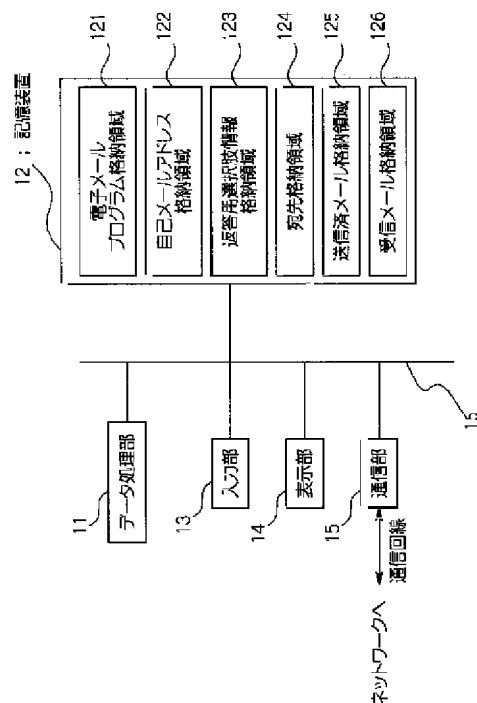 12 ; 記憶装置
電子メール
プログラム格納領域
121
自己メールアドレス
格納領域
122
返答用選択肢情報
格納領域
123
宛先格納領域
124
送信済メール格納領域
125
受信メール格納領域
126
データ処理部
11
入力部
13
表示部
14
通信部
15
15
通信回線
ネットワークへ